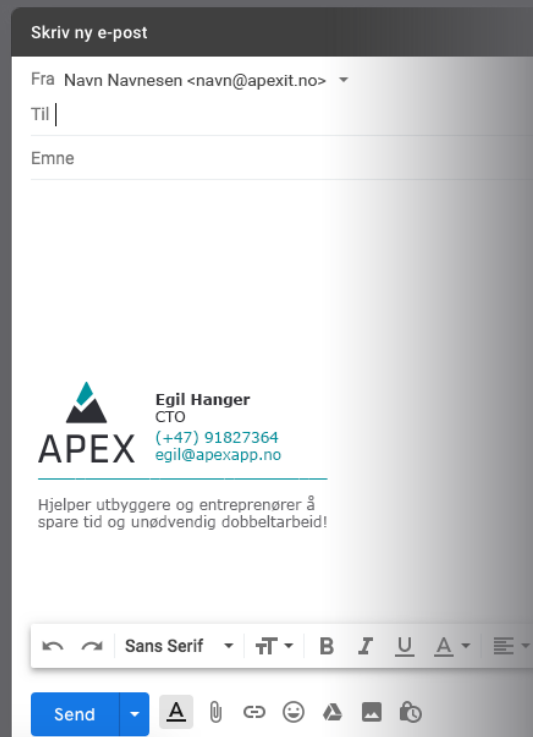 Skriv ny e-post
Fra Navn Navnesen <navn@apexit.no>
Til
Emne
APEX
Egil Hanger
CTO
(+47) 91827364
egil@apexapp.no
Hjelper utbyggere og entreprenører å
spare tid og unødvendig dobbeltarbeid!
Sans Serif TT B I U A
Send A